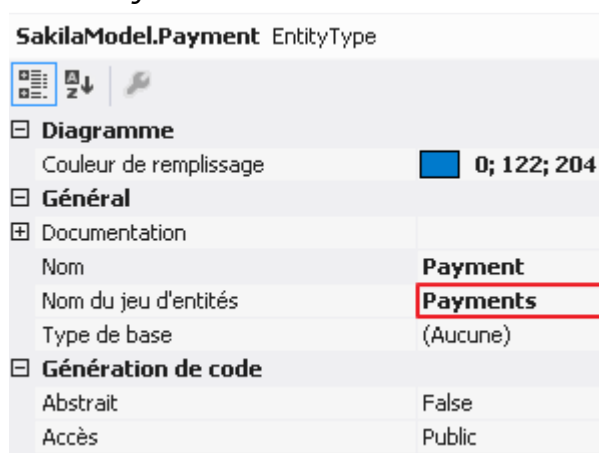 SakilaModel.Payment EntityType
Diagramme
Couleur de remplissage 0; 122; 204
Général
Documentation
Nom Payment
Nom du jeu d'entités Payments
Type de base (Aucune)
Génération de code
Abstrait False
Accès Public